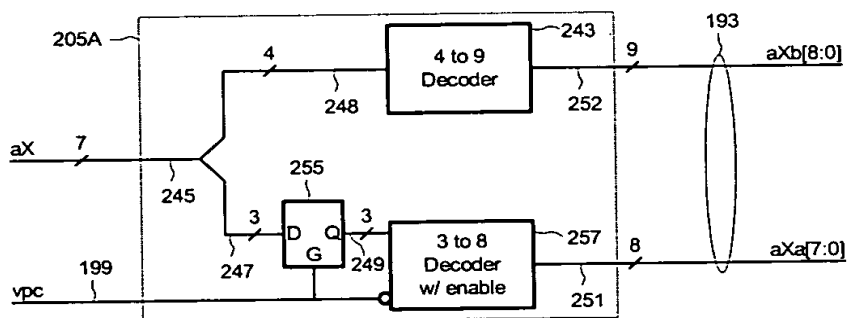 205A
243
193
4
4 to 9
Decoder
9
aXb[8:0]
248
252
aX
7
245
255
3
D
Q
G
3
3 to 8
Decoder
w/ enable
257
8
aXa[7:0]
247
249
251
vpc
199